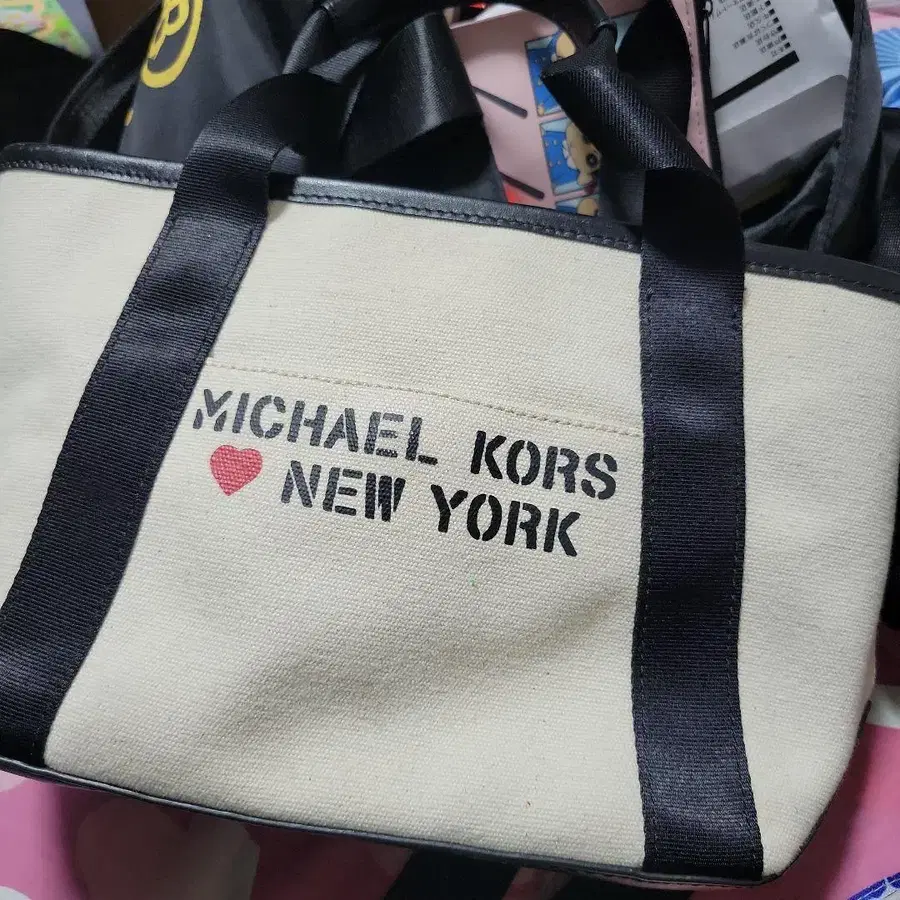 MICHAEL KORS
♥ NEW YORK